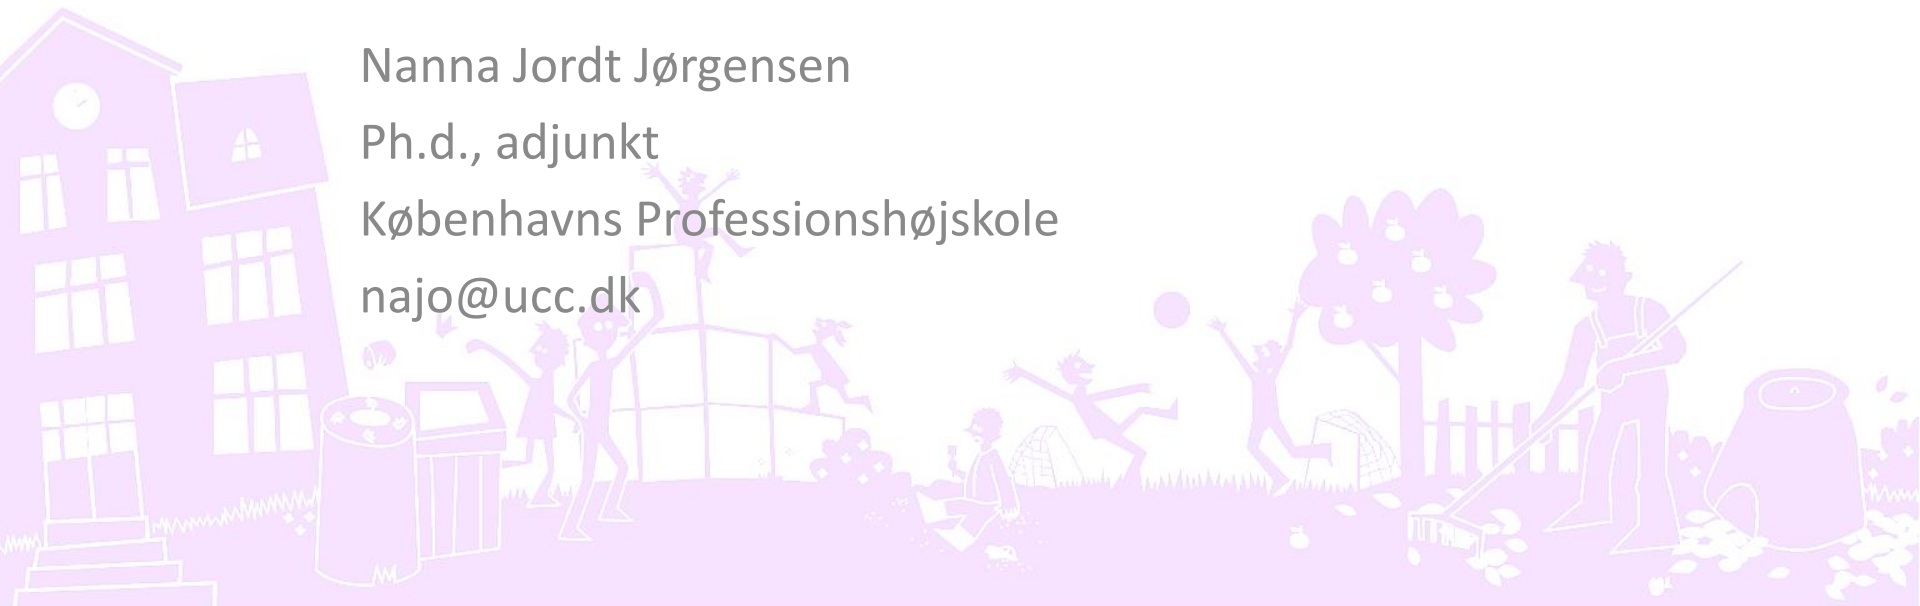 Nanna Jordt Jørgensen
Ph.d., adjunkt
Københavns Professionshøjskole
najo@ucc.dk